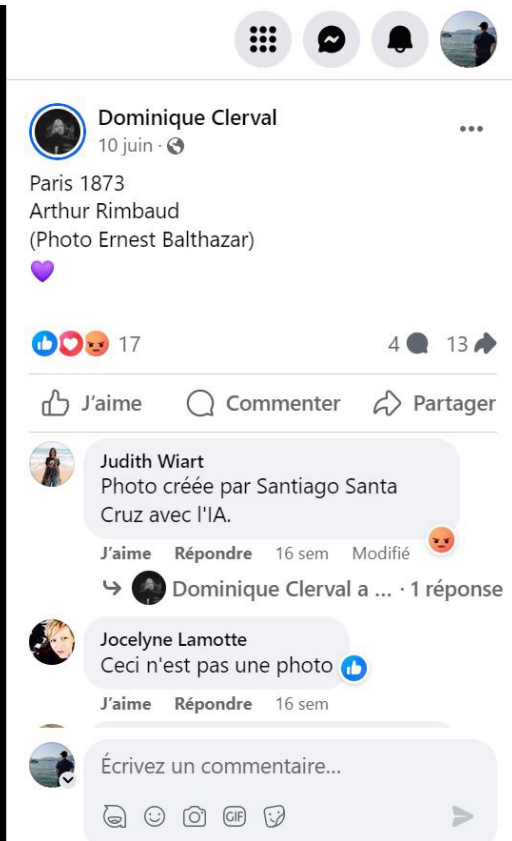 Dominique Clerval
10 juin
Paris 1873
Arthur Rimbaud
(Photo Ernest Balthazar)
17
4
13
J'aime
Commenter
Partager
Judith Wiart
Photo créée par Santiago Santa
Cruz avec l'IA.
J'aime Répondre 16 sem Modifié
Dominique Clerval a ... · 1 réponse
Jocelyne Lamotte
Ceci n'est pas une photo
J'aime Répondre 16 sem
Écrivez un commentaire...
GIF